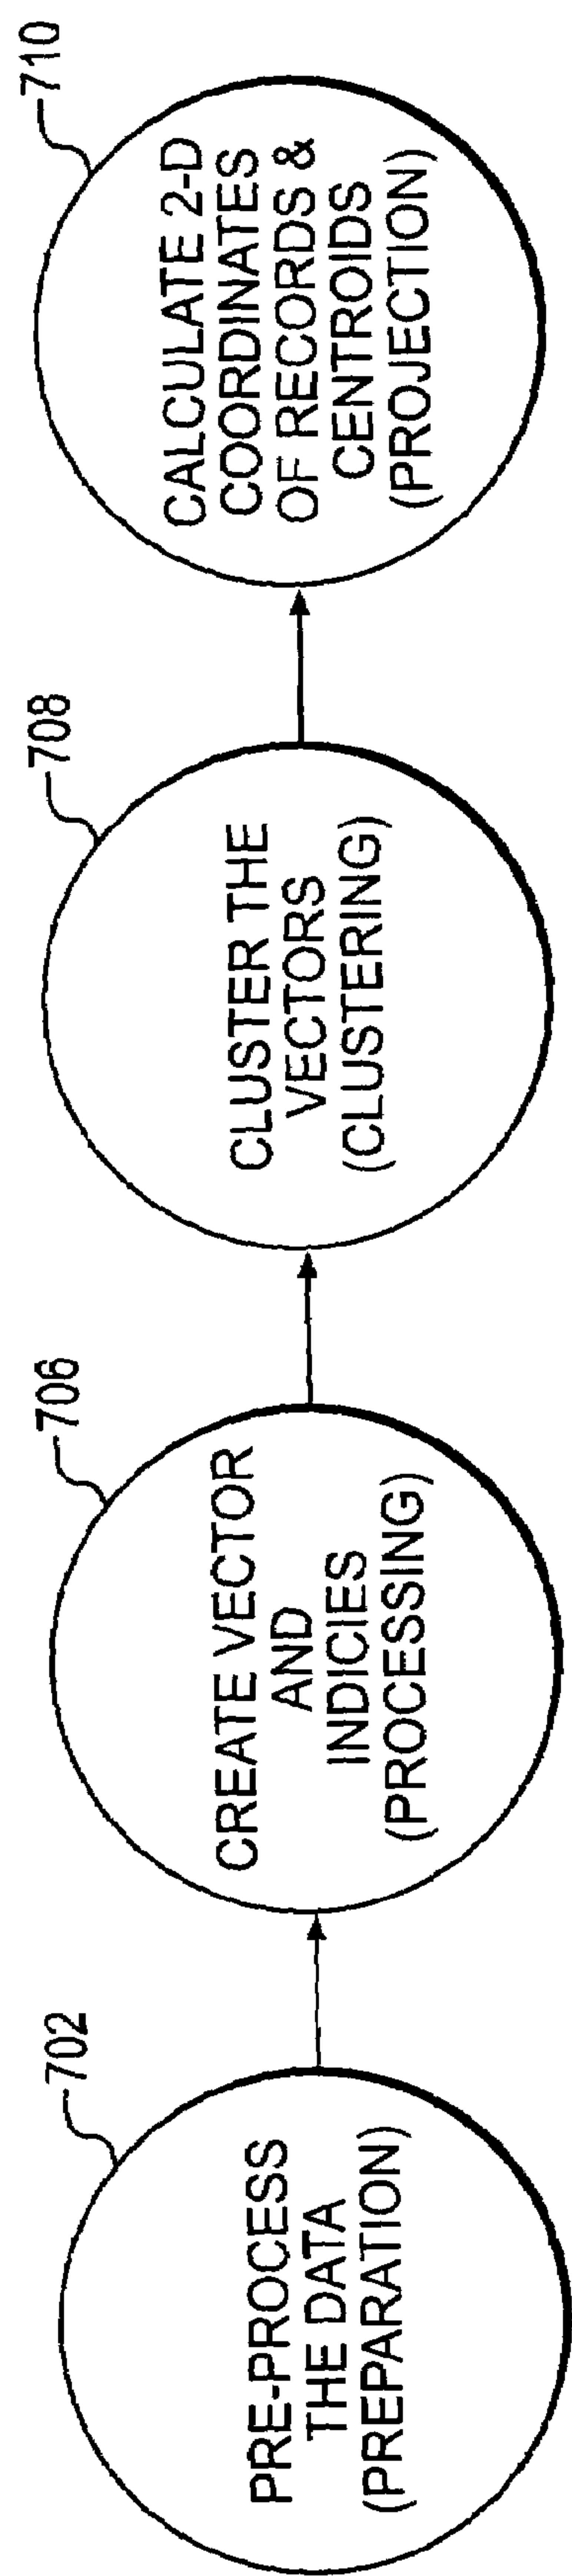 702
PRE-PROCESS
THE DATA
(PREPARATION)
706
CREATE VECTOR
AND
INDICIES
(PROCESSING)
708
CLUSTER THE
VECTORS
(CLUSTERING)
710
CALCULATE 2-D
COORDINATES
OF RECORDS &
CENTROIDS
(PROJECTION)